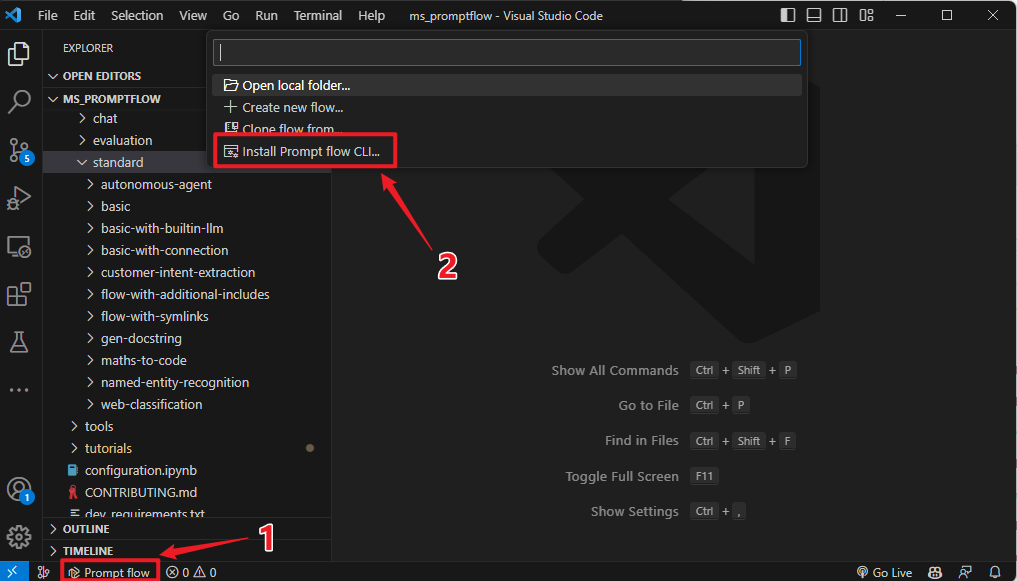 File Edit Selection View Go Run Terminal Help ms_promptflow - Visual Studio Code
EXPLORER
OPEN EDITORS
MS_PROMPTFLOW
chat
evaluation
standard
autonomous-agent
basic
basic-with-builtin-llm
basic-with-connection
customer-intent-extraction
flow-with-additional-includes
flow-with-symlinks
gen-docstring
maths-to-code
named-entity-recognition
web-classification
tools
tutorials
configuration.ipynb
CONTRIBUTING.md
dev_requirements.txt
OUTLINE
TIMELINE
5
1
Open local folder...
Create new flow...
Clone flow from...
Install Prompt flow CLI...
2
Show All Commands Ctrl + Shift + P
Go to File Ctrl + P
Find in Files Ctrl + Shift + F
Toggle Full Screen F11
Show Settings Ctrl + ,
1
Prompt flow 0 0 Go Live